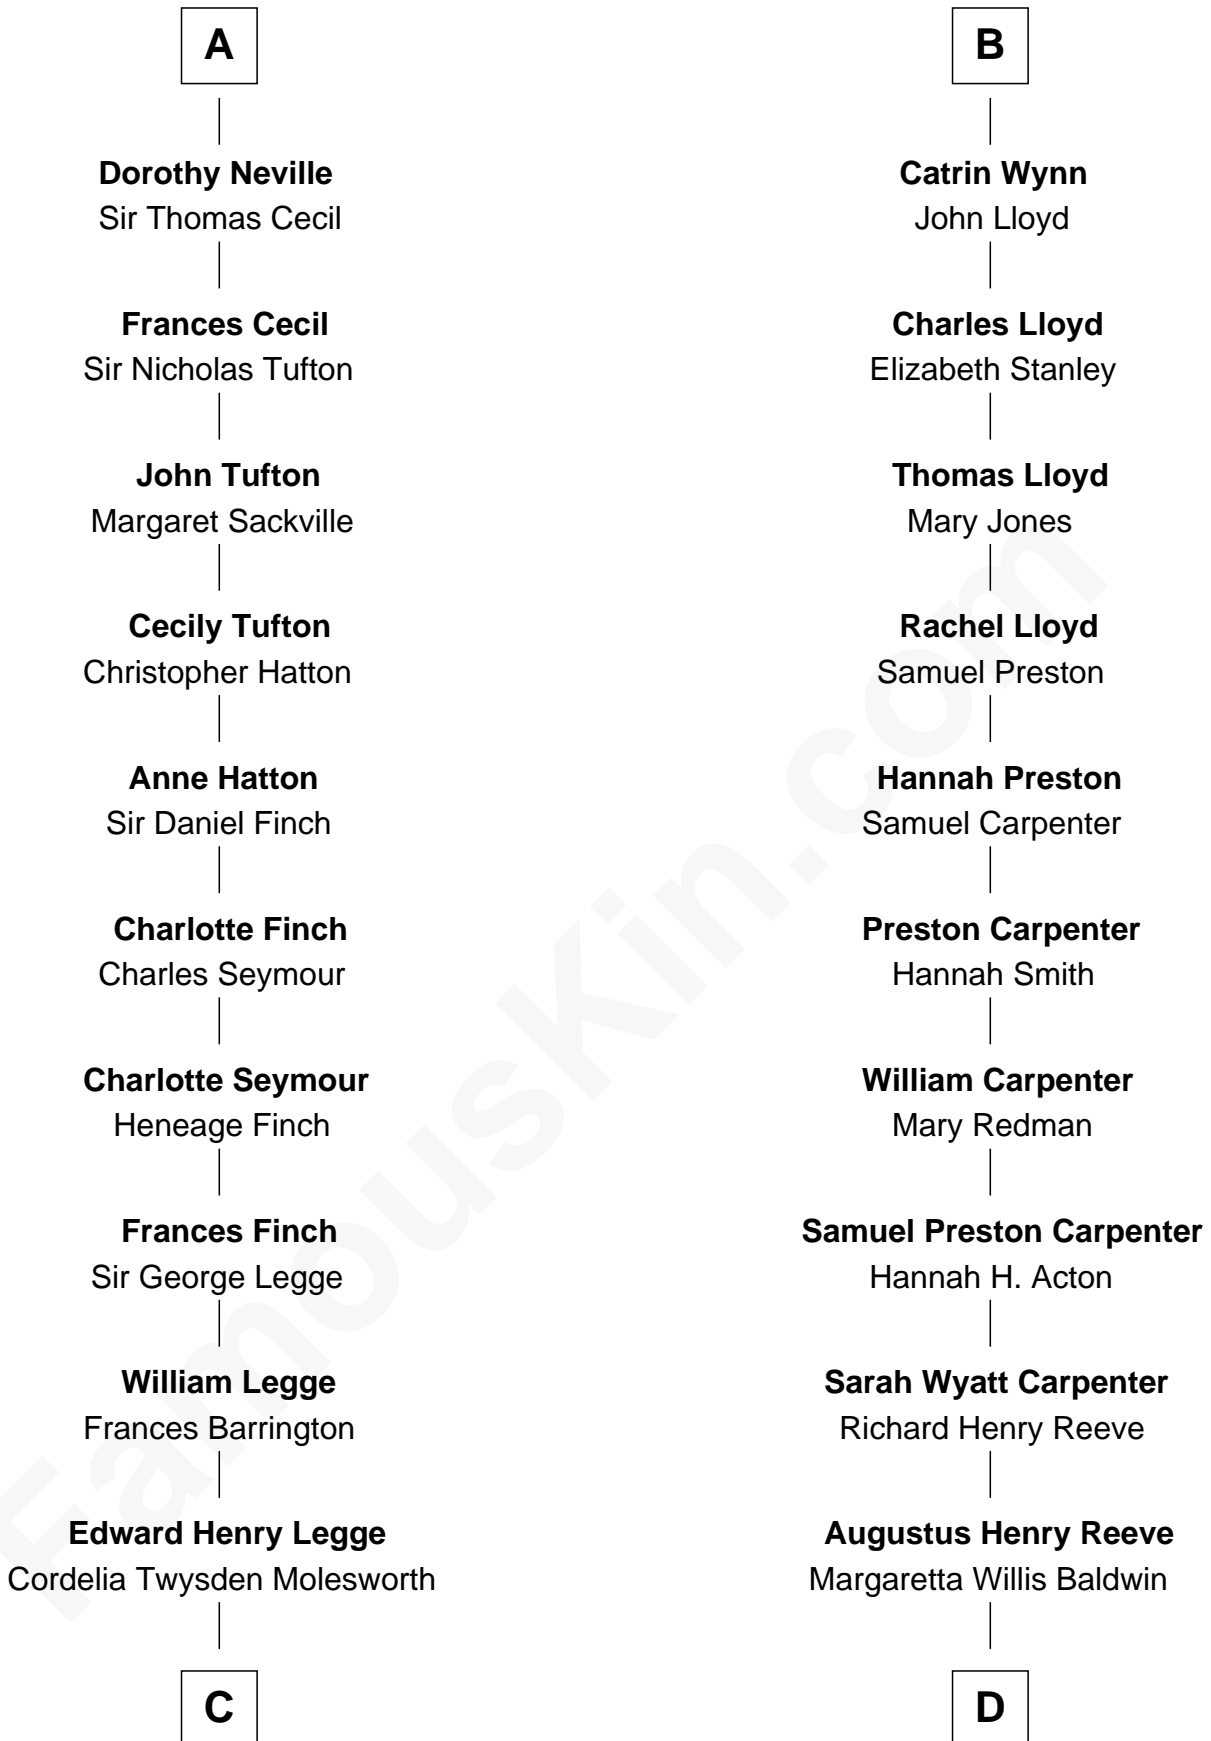 A
Dorothy Neville
Sir Thomas Cecil
Frances Cecil
Sir Nicholas Tufton
John Tufton
Margaret Sackville
Cecily Tufton
Christopher Hatton
Anne Hatton
Sir Daniel Finch
Charlotte Finch
Charles Seymour
Charlotte Seymour
Heneage Finch
Frances Finch
Sir George Legge
William Legge
Frances Barrington
Edward Henry Legge
Cordelia Twysden Molesworth
C
B
Catrin Wynn
John Lloyd
Charles Lloyd
Elizabeth Stanley
Thomas Lloyd
Mary Jones
Rachel Lloyd
Samuel Preston
Hannah Preston
Samuel Carpenter
Preston Carpenter
Hannah Smith
William Carpenter
Mary Redman
Samuel Preston Carpenter
Hannah H. Acton
Sarah Wyatt Carpenter
Richard Henry Reeve
Augustus Henry Reeve
Margaretta Willis Baldwin
D
FamousKin.com